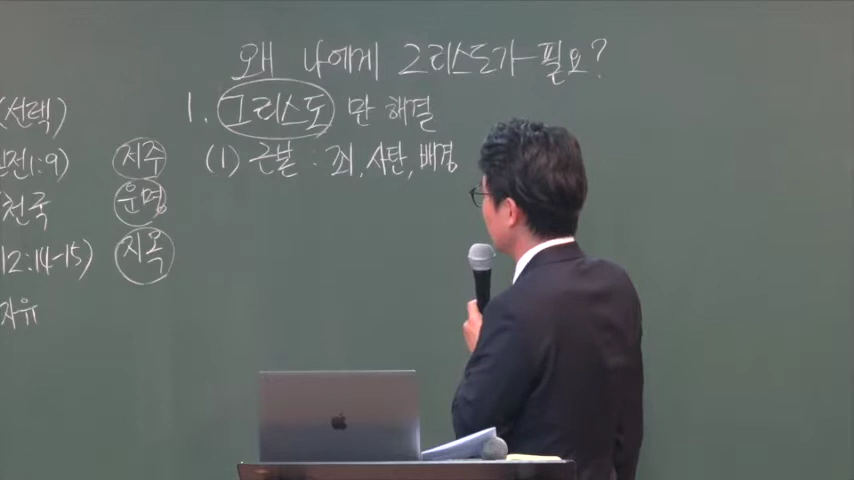 왜 나에게 그리스도가 필요?
(선택)
1. 그리스도 만 해결
전1:9)
저주
(1) 근본 : 죄, 사탄, 배경
천국
운명
12:14-15)
지옥
자유